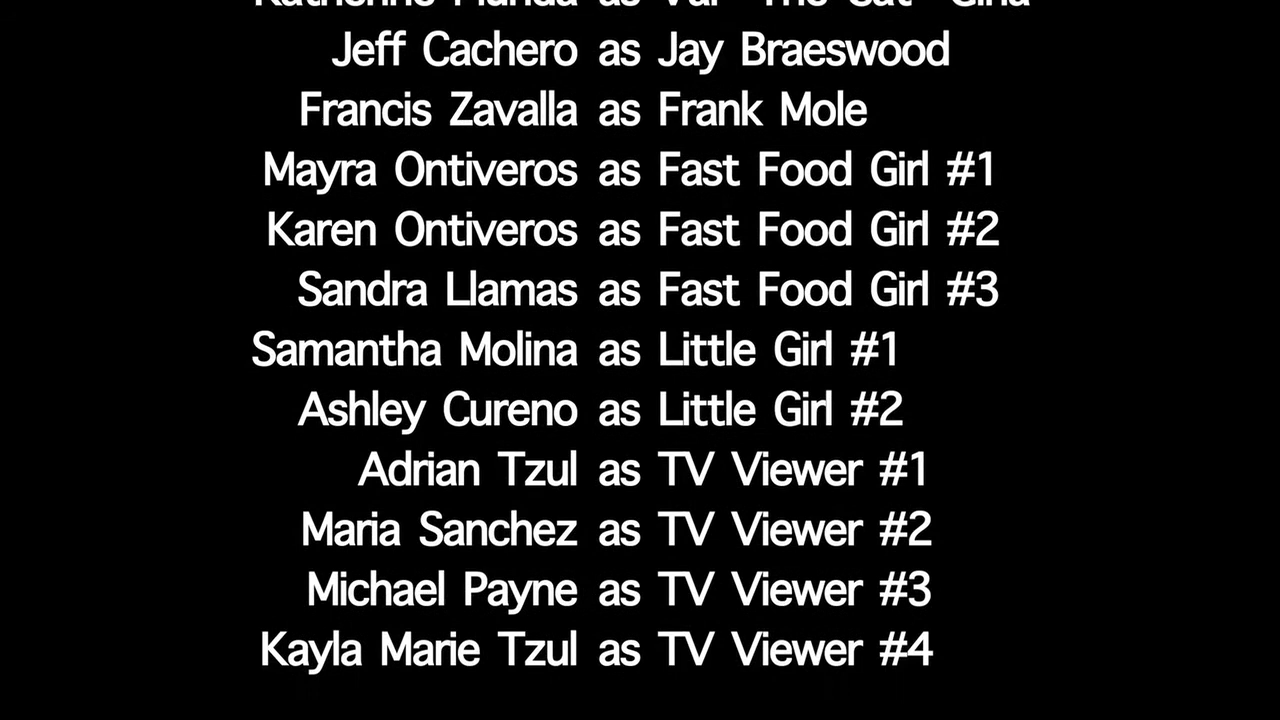 as
Jeff Cachero as Jay Braeswood
Francis Zavalla as Frank Mole
Mayra Ontiveros as Fast Food Girl #1
Karen Ontiveros as Fast Food Girl #2
Sandra Llamas as Fast Food Girl #3
Samantha Molina as Little Girl #1
Ashley Cureno as Little Girl #2
Adrian Tzul as TV Viewer #1
Maria Sanchez as TV Viewer #2
Michael Payne as TV Viewer #3
Kayla Marie Tzul as TV Viewer #4